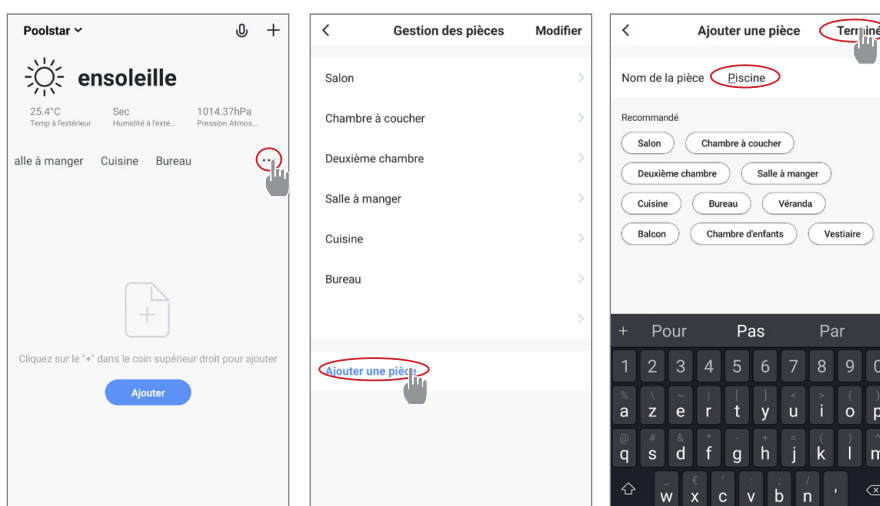 Poolstar
ensoleille
25.4°C Sec 1014.37hPa
Temp à l'extérieur Humidité à l'exté... Pression Atmos...
alle à manger Cuisine Bureau ...
Cliquez sur le "+" dans le coin supérieur droit pour ajouter
Ajouter
Gestion des pièces Modifier
Salon
Chambre à coucher
Deuxième chambre
Salle à manger
Cuisine
Bureau
Ajouter une pièce
Ajouter une pièce Terminé
Nom de la pièce Piscine
Recommandé
Salon Chambre à coucher
Deuxième chambre Salle à manger
Cuisine Bureau Véranda
Balcon Chambre d'enfants Vestiaire
+ Pour Pas Par
1 2 3 4 5 6 7 8 9 0
a z e r t y u i o p
q s d f g h j k l m
w x c v b n '